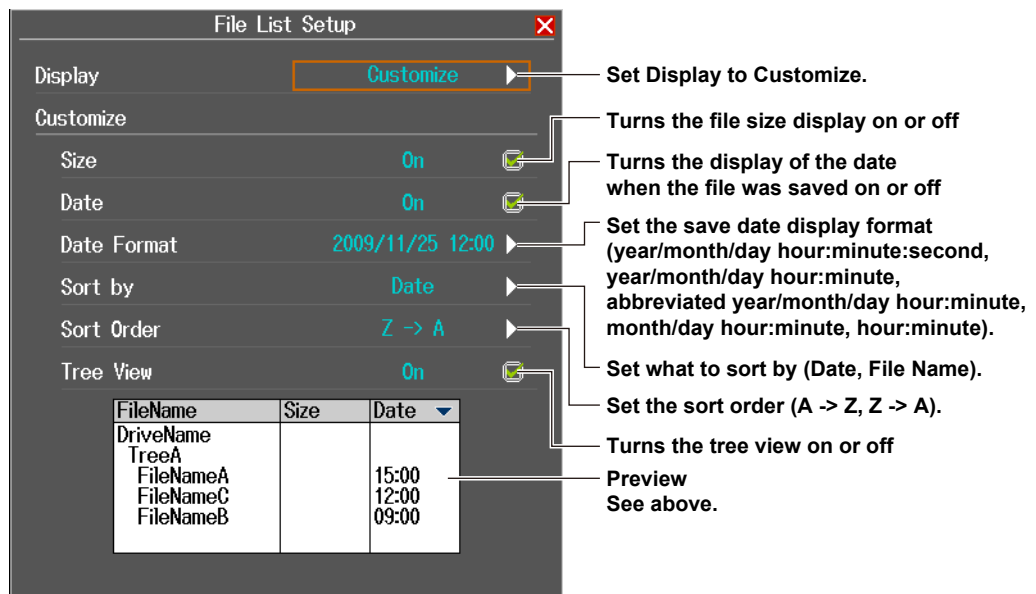 File List Setup
Display
Customize
Set Display to Customize.
Customize
Turns the file size display on or off
Size
On
Turns the display of the date
when the file was saved on or off
Date
On
Set the save date display format
(year/month/day hour:minute:second,
year/month/day hour:minute,
abbreviated year/month/day hour:minute,
month/day hour:minute, hour:minute).
Date Format
2009/11/25 12:00
Sort by
Date
Set what to sort by (Date, File Name).
Sort Order
Z -> A
Set the sort order (A -> Z, Z -> A).
Tree View
On
Turns the tree view on or off
FileName Size Date
DriveName
TreeA
FileNameA 15:00
FileNameC 12:00
FileNameB 09:00
Preview
See above.